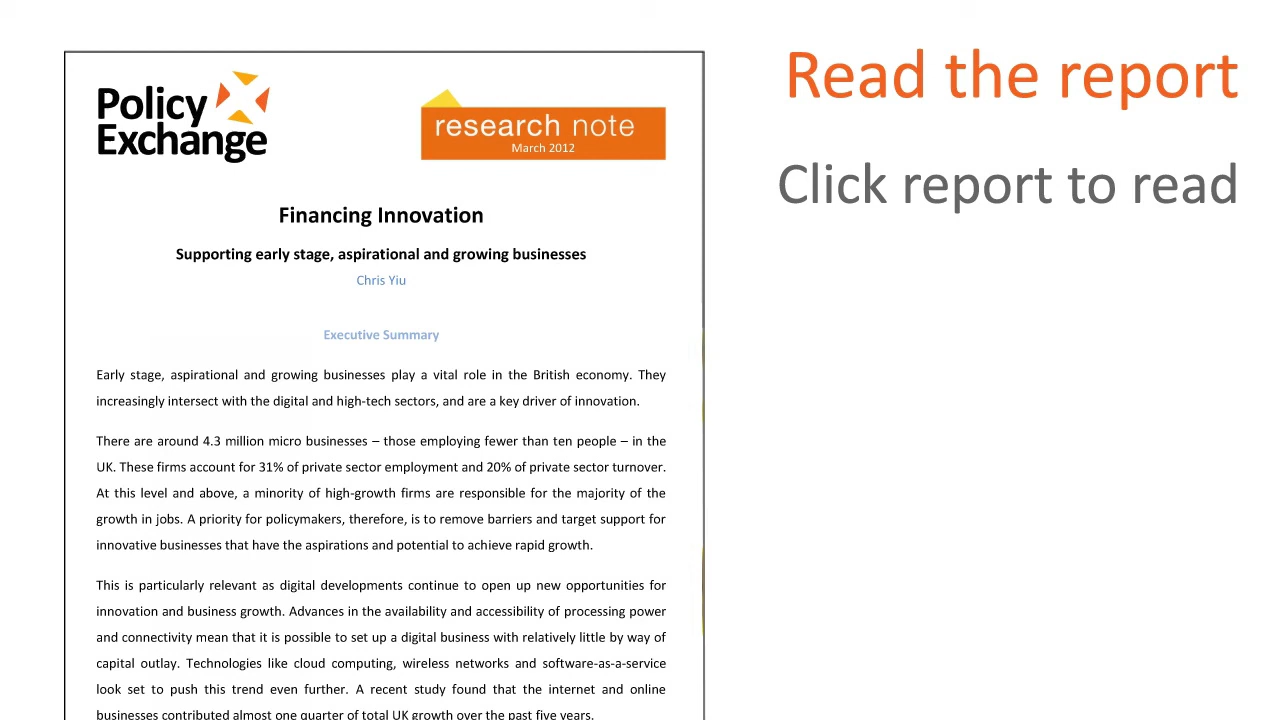 Policy
Exchange
research note
March 2012
Financing Innovation
Supporting early stage, aspirational and growing businesses
Chris Yiu
Executive Summary
Early stage, aspirational and growing businesses play a vital role in the British economy. They
increasingly intersect with the digital and high-tech sectors, and are a key driver of innovation.
There are around 4.3 million micro businesses – those employing fewer than ten people – in the
UK. These firms account for 31% of private sector employment and 20% of private sector turnover.
At this level and above, a minority of high-growth firms are responsible for the majority of the
growth in jobs. A priority for policymakers, therefore, is to remove barriers and target support for
innovative businesses that have the aspirations and potential to achieve rapid growth.
This is particularly relevant as digital developments continue to open up new opportunities for
innovation and business growth. Advances in the availability and accessibility of processing power
and connectivity mean that it is possible to set up a digital business with relatively little by way of
capital outlay. Technologies like cloud computing, wireless networks and software-as-a-service
look set to push this trend even further. A recent study found that the internet and online
businesses contributed almost one quarter of total UK growth over the past five years.
Read the report
Click report to read